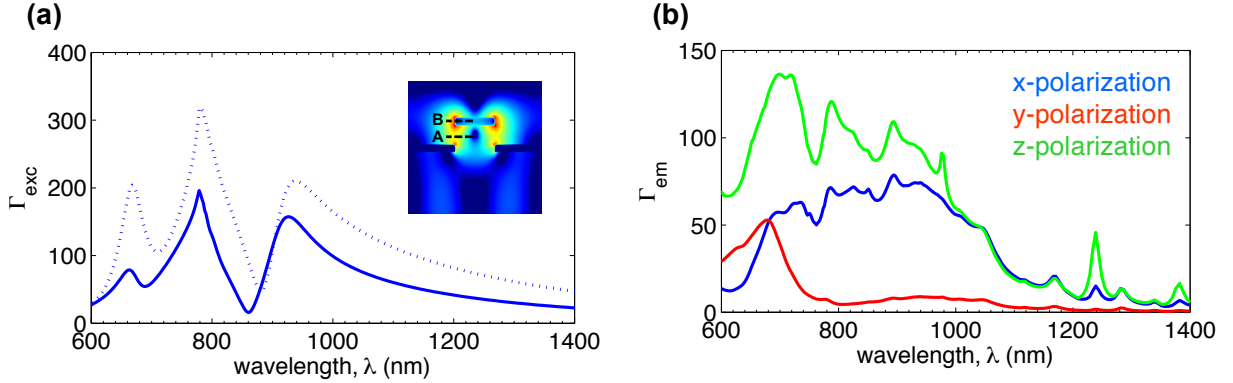 (a)
400
300
200
100
0
Γexc
B
A
600 800 1000 1200 1400
wavelength, λ (nm)
(b)
150
100
50
0
Γem
x-polarization
y-polarization
z-polarization
600 800 1000 1200 1400
wavelength, λ (nm)